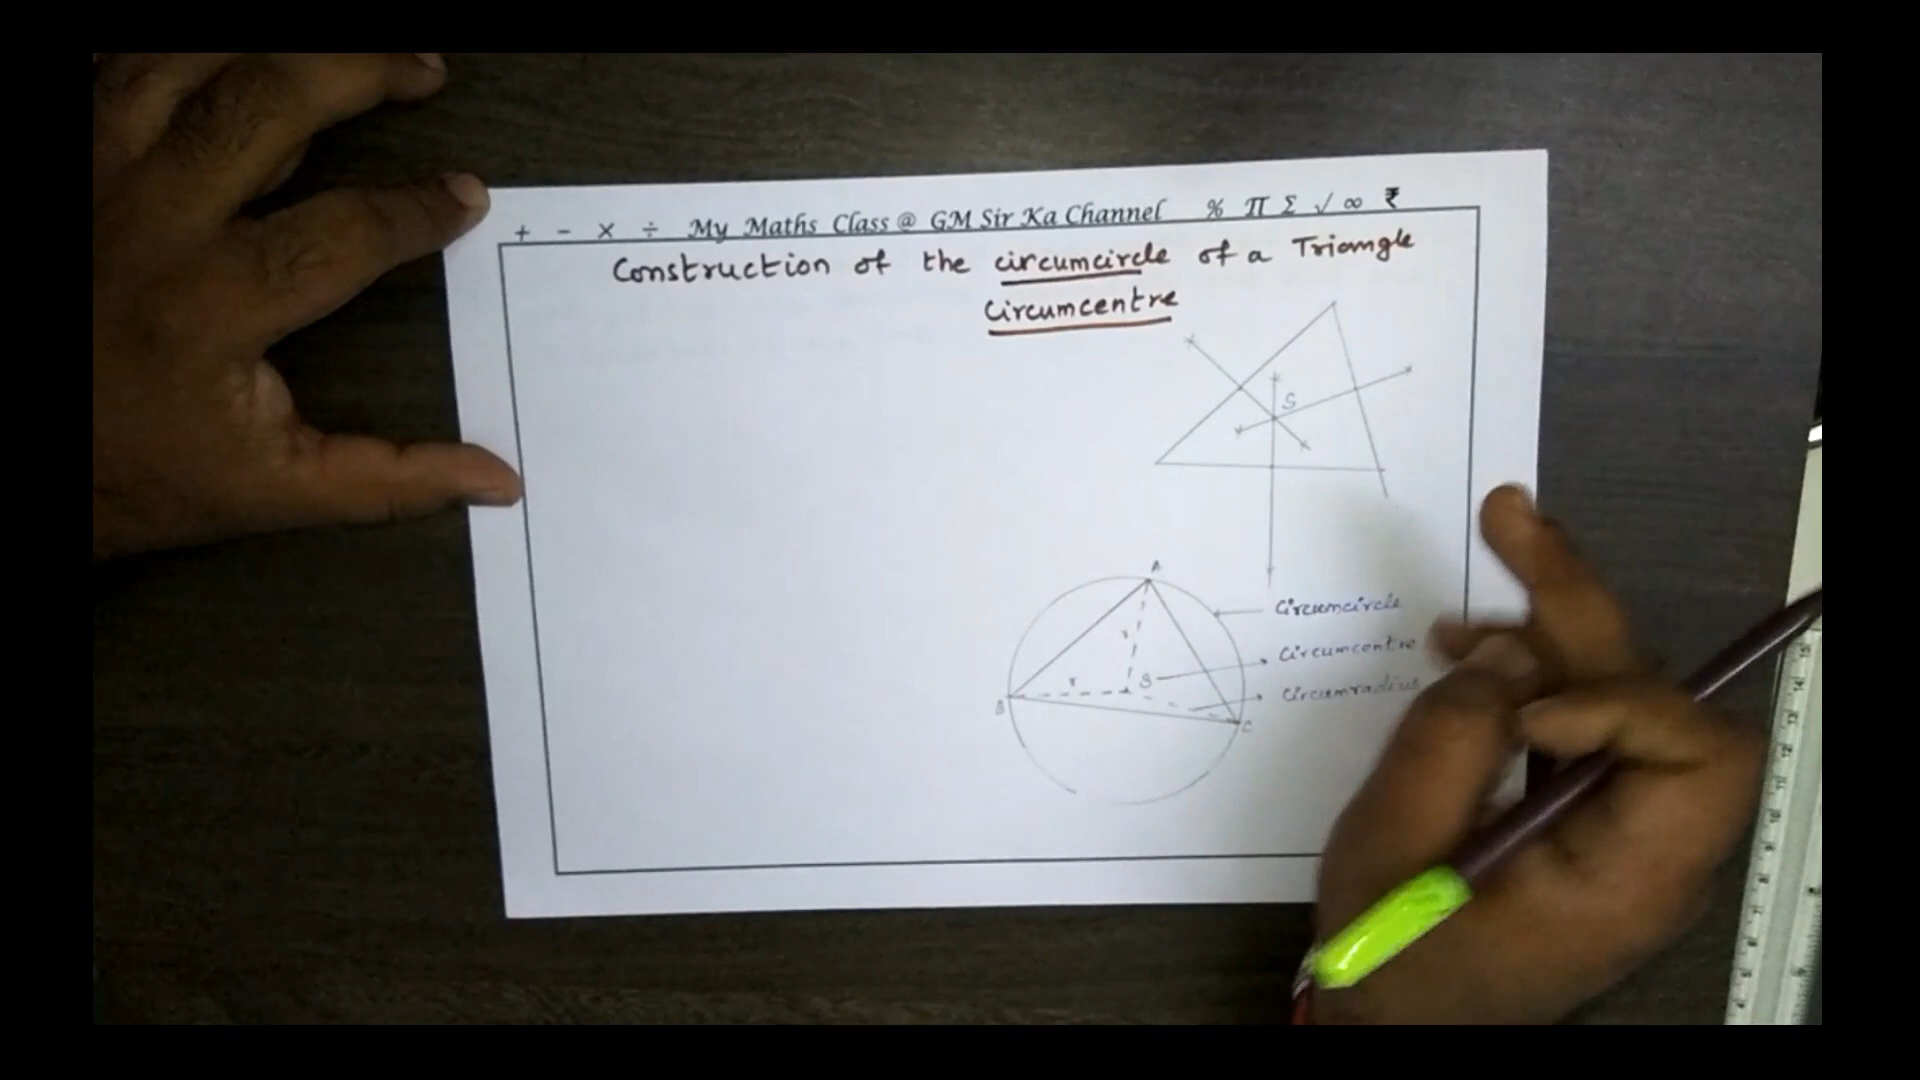 + - × ÷ My Maths Class @ GM Sir Ka Channel % Π Σ √ ∞ ₹
Construction of the circumcircle of a Triangle
Circumcentre
S
A
Circumcircle
r
Circumcentre
r
S
Circumradius
B
C